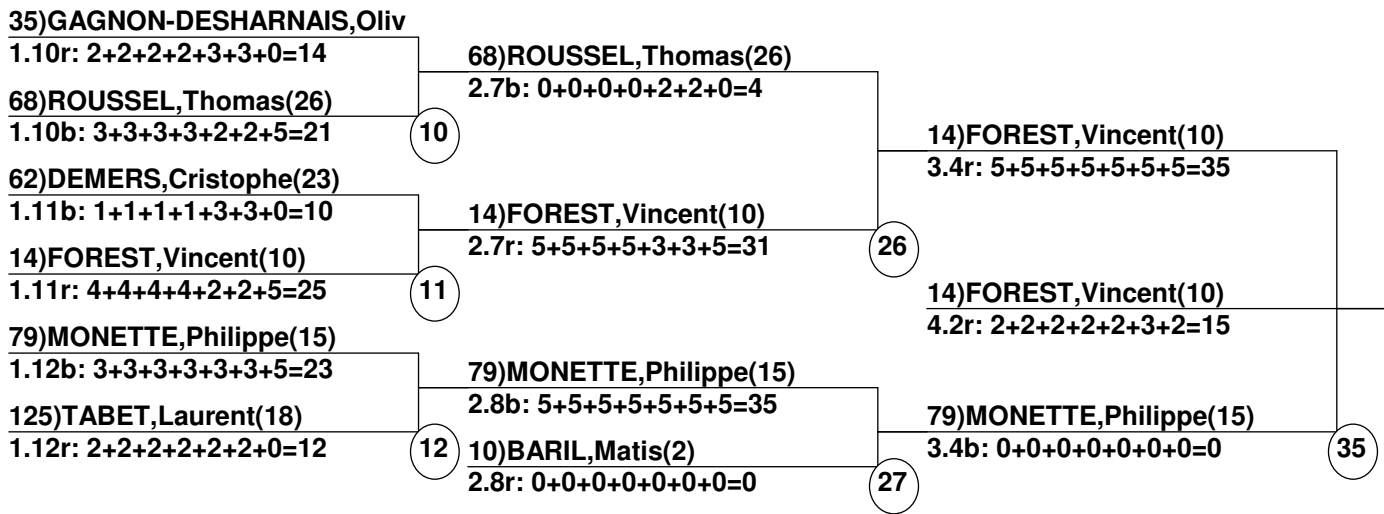 35)GAGNON-DESHARNAIS,Oliv
1.10r: 2+2+2+2+3+3+0=14
68)ROUSSEL,Thomas(26)
1.10b: 3+3+3+3+2+2+5=21
10
62)DEMERS,Cristophe(23)
1.11b: 1+1+1+1+3+3+0=10
14)FOREST,Vincent(10)
1.11r: 4+4+4+4+2+2+5=25
11
79)MONETTE,Philippe(15)
1.12b: 3+3+3+3+3+3+5=23
125)TABET,Laurent(18)
1.12r: 2+2+2+2+2+2+0=12
12
68)ROUSSEL,Thomas(26)
2.7b: 0+0+0+0+2+2+0=4
14)FOREST,Vincent(10)
2.7r: 5+5+5+5+3+3+5=31
26
79)MONETTE,Philippe(15)
2.8b: 5+5+5+5+5+5+5=35
10)BARIL,Matis(2)
2.8r: 0+0+0+0+0+0+0=0
27
14)FOREST,Vincent(10)
3.4r: 5+5+5+5+5+5+5=35
14)FOREST,Vincent(10)
4.2r: 2+2+2+2+2+3+2=15
79)MONETTE,Philippe(15)
3.4b: 0+0+0+0+0+0+0=0
35